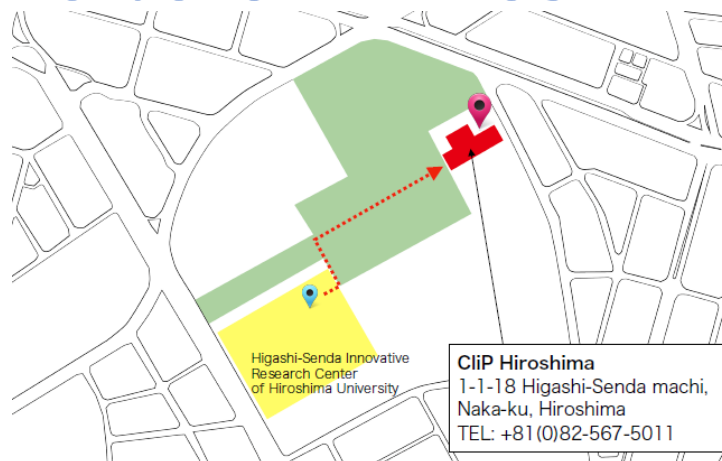 Higashi-Senda Innovative
Research Center
of Hiroshima University
CliP Hiroshima
1-1-18 Higashi-Senda machi,
Naka-ku, Hiroshima
TEL: +81(0)82-567-5011